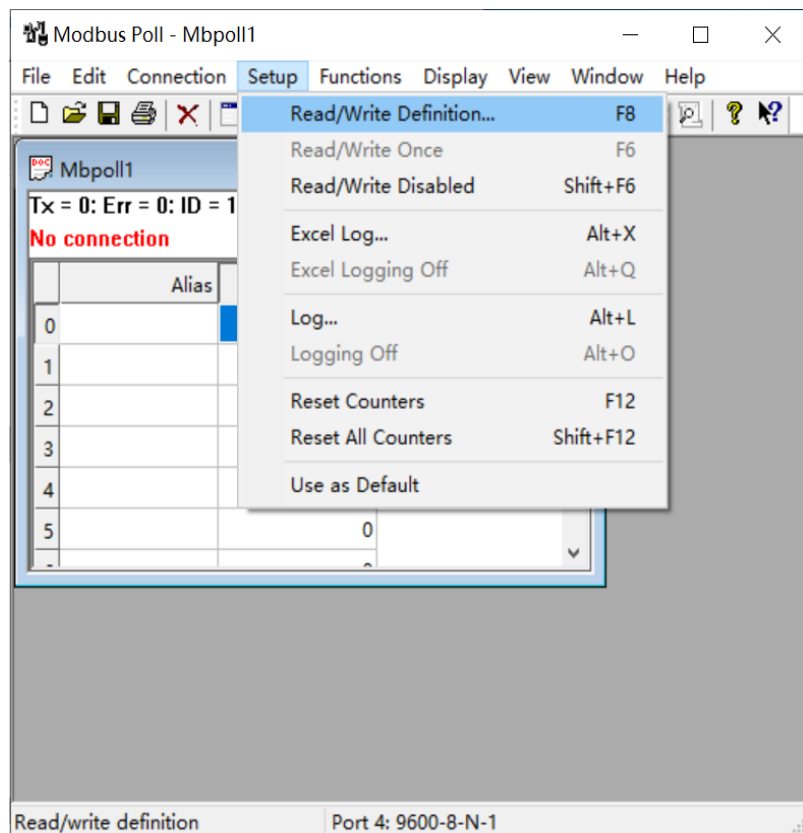 Modbus Poll - Mbpoll1
File Edit Connection Setup Functions Display View Window Help
Read/Write Definition... F8
Read/Write Once F6
Read/Write Disabled Shift+F6
Excel Log... Alt+X
Excel Logging Off Alt+Q
Log... Alt+L
Logging Off Alt+O
Reset Counters F12
Reset All Counters Shift+F12
Use as Default
Mbpoll1
Tx = 0: Err = 0: ID = 1
No connection
Alias
0
1
2
3
4
5 0
Read/write definition Port 4: 9600-8-N-1